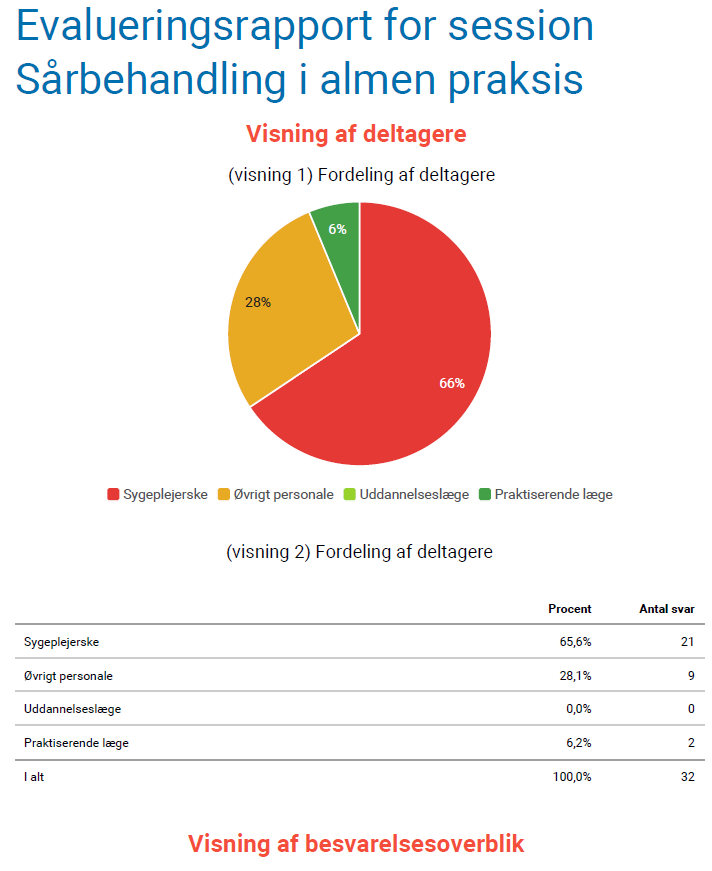 Evalueringsrapport for session
Sårbehandling i almen praksis
Visning af deltagere
(visning 1) Fordeling af deltagere
6%
28%
66%
Sygeplejerske Øvrigt personale Uddannelseslæge Praktiserende læge
(visning 2) Fordeling af deltagere
Procent Antal svar
Sygeplejerske 65,6% 21
Øvrigt personale 28,1% 9
Uddannelseslæge 0,0% 0
Praktiserende læge 6,2% 2
I alt 100,0% 32
Visning af besvarelsesoverblik